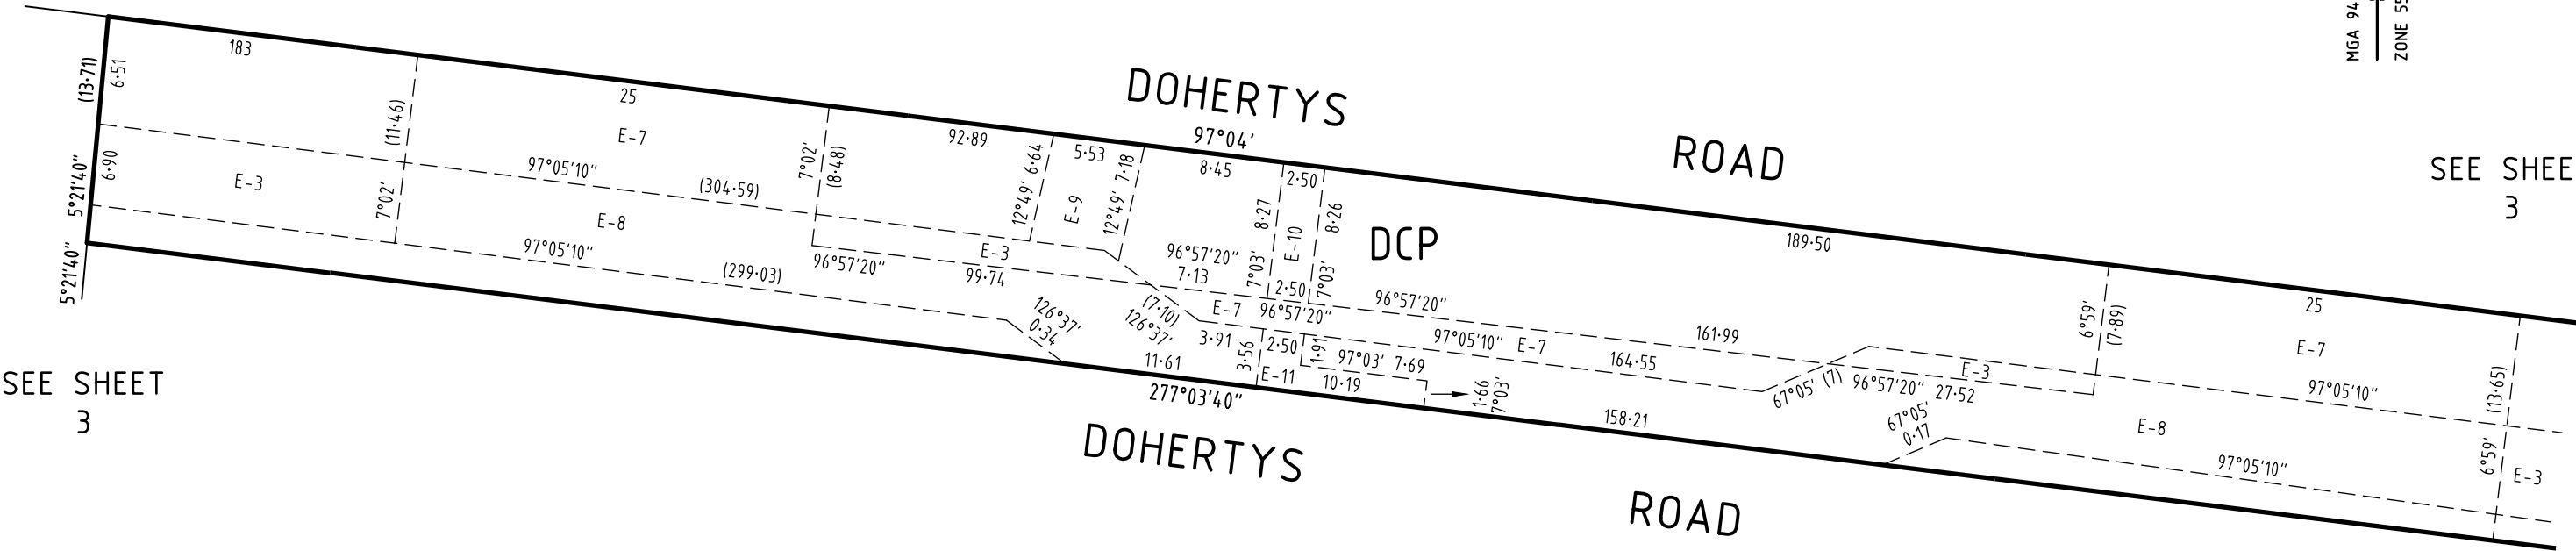 MGA 94
ZONE 55
183
(13·71)
6·51
(11·46)
25
E-7
DOHERTYS
97°04'
ROAD
92·89
7°02'
(8·48)
12°49' 6·64
5·53
12°49' 7·18
8·45
2·50
SEE SHEE
3
5°21'40"
6·90
E-3
7°02'
97°05'10"
(304·59)
E-8
E-9
8·27
E-10
8·26
DCP
189·50
5°21'40"
97°05'10"
(299·03)
96°57'20"
E-3
99·74
96°57'20"
7·13
7°03'
2·50
7°03'
96°57'20"
6°59'
(7·89)
25
E-7
126°37'
0·34
(7·10)
126°37'
E-7
96°57'20"
97°05'10"
E-7
161·99
164·55
3·91
3·56
2·50
1·91
97°03' 7·69
11·61
E-11
10·19
1·66
7°03'
67°05' (7)
E-3
96°57'20" 27·52
97°05'10"
(13·65)
SEE SHEET
3
277°03'40"
158·21
67°05'
0·17
E-8
97°05'10"
6°59'
E-3
DOHERTYS
ROAD